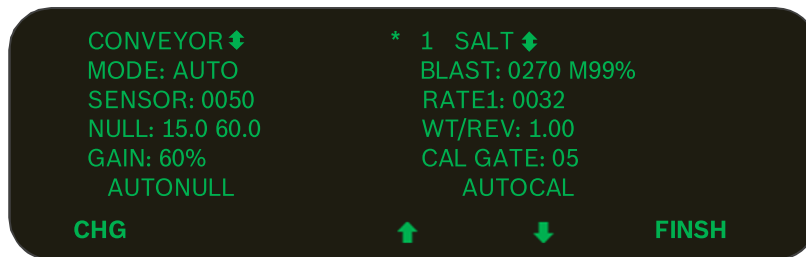 CONVEYOR⬍ * 1 SALT⬍
MODE: AUTO BLAST: 0270 M99%
SENSOR: 0050 RATE1: 0032
NULL: 15.0 60.0 WT/REV: 1.00
GAIN: 60% CAL GATE: 05
AUTONULL AUTOCAL
CHG ⬆ ⬇ FINSH